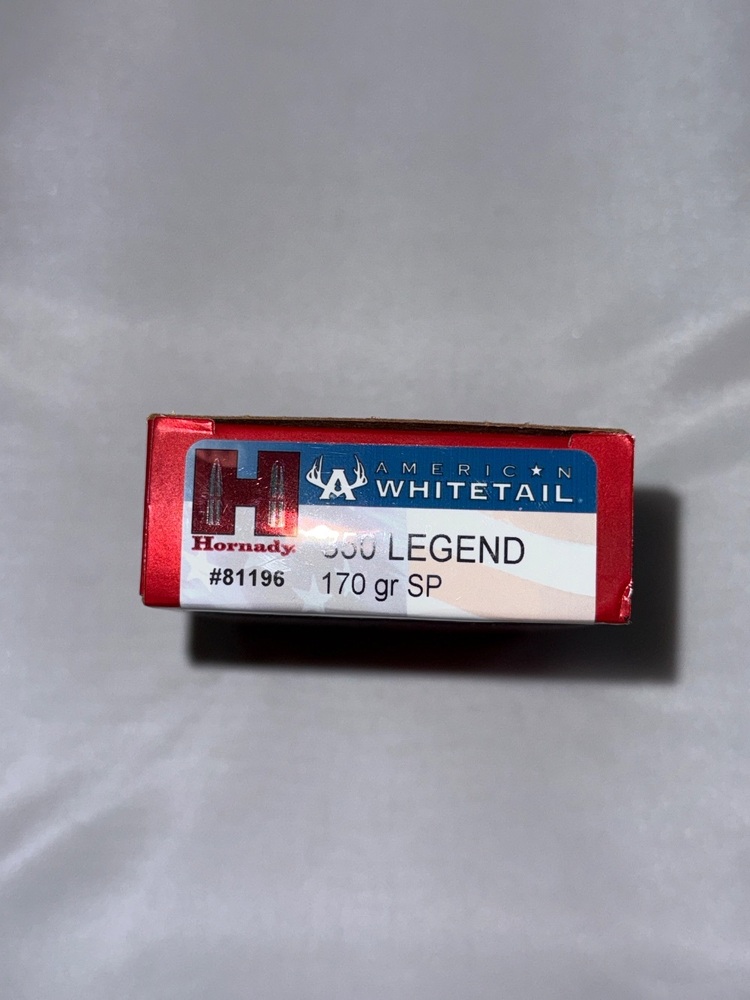 H
AMERICAN
WHITETAIL
Hornady
350 LEGEND
#81196
170 gr SP